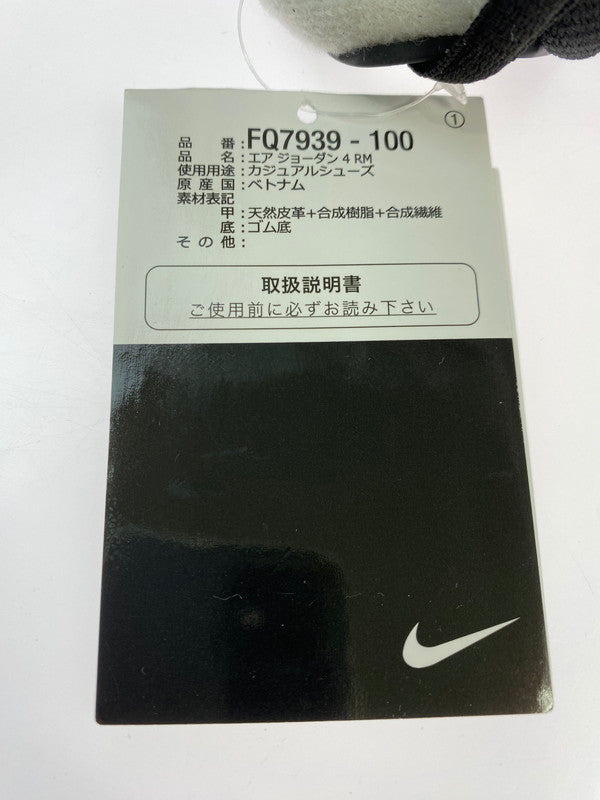 ①
品番：FQ7939 - 100
品名：エア ジョーダン 4 RM
使用用途：カジュアルシューズ
原産国：ベトナム
素材表記
甲：天然皮革+合成樹脂+合成繊維
底：ゴム底
その他：
取扱説明書
ご使用前に必ずお読み下さい